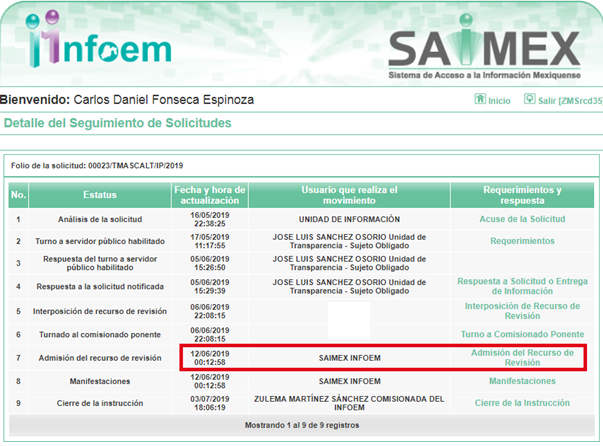 infoem
SAIMEX
Sistema de Acceso a la Información Mexiquense
Bienvenido: Carlos Daniel Fonseca Espinoza
Inicio
Salir [ZMSrcd35
Detalle del Seguimiento de Solicitudes
Folio de la solicitud: 00023/TMASCALT/IP/2019
No. Estatus Fecha y hora de Usuario que realiza el Requerimientos y
actualización movimiento respuesta
1 Análisis de la solicitud 16/05/2019 UNIDAD DE INFORMACIÓN Acuse de la Solicitud
22:38:25
2 Turno a servidor público habilitado 17/05/2019 JOSE LUIS SANCHEZ OSORIO Unidad de Requerimientos
11:17:55 Transparencia - Sujeto Obligado
3 Respuesta del turno a servidor 05/06/2019 JOSE LUIS SANCHEZ OSORIO Unidad de
público habilitado 15:26:50 Transparencia - Sujeto Obligado
4 Respuesta a la solicitud notificada 05/06/2019 JOSE LUIS SANCHEZ OSORIO Unidad de Respuesta a Solicitud o Entrega
15:29:39 Transparencia - Sujeto Obligado de Información
5 Interposición de recurso de revisión 06/06/2019 Interposición de Recurso de
22:08:15 Revisión
6 Turnado al comisionado ponente 06/06/2019 Turno a Comisionado Ponente
22:08:15
7 Admisión del recurso de revisión 12/06/2019 SAIMEX INFOEM Admisión del Recurso de
00:12:58 Revisión
8 Manifestaciones 12/06/2019 SAIMEX INFOEM Manifestaciones
00:12:58
9 Cierre de la instrucción 03/07/2019 ZULEMA MARTÍNEZ SÁNCHEZ COMISIONADA DEL Cierre de la Instrucción
18:06:19 INFOEM
Mostrando 1 al 9 de 9 registros